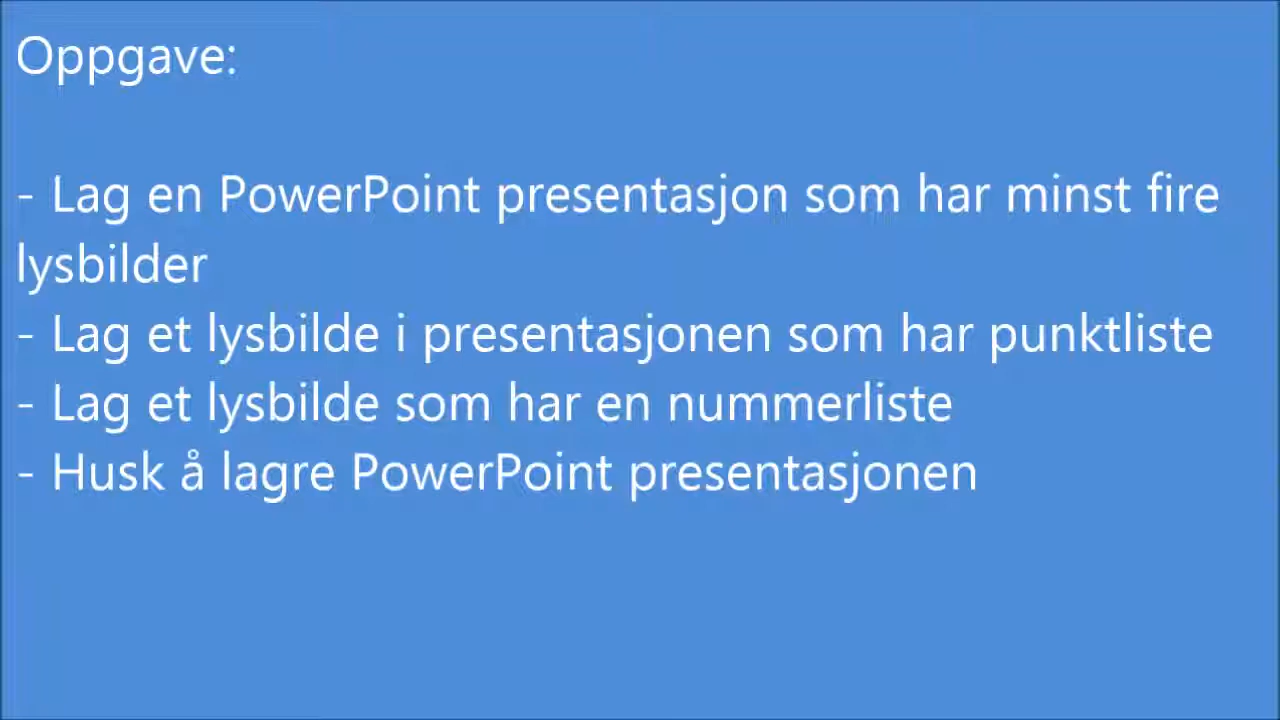 Oppgave:
- Lag en PowerPoint presentasjon som har minst fire
lysbilder
- Lag et lysbilde i presentasjonen som har punktliste
- Lag et lysbilde som har en nummerliste
- Husk å lagre PowerPoint presentasjonen